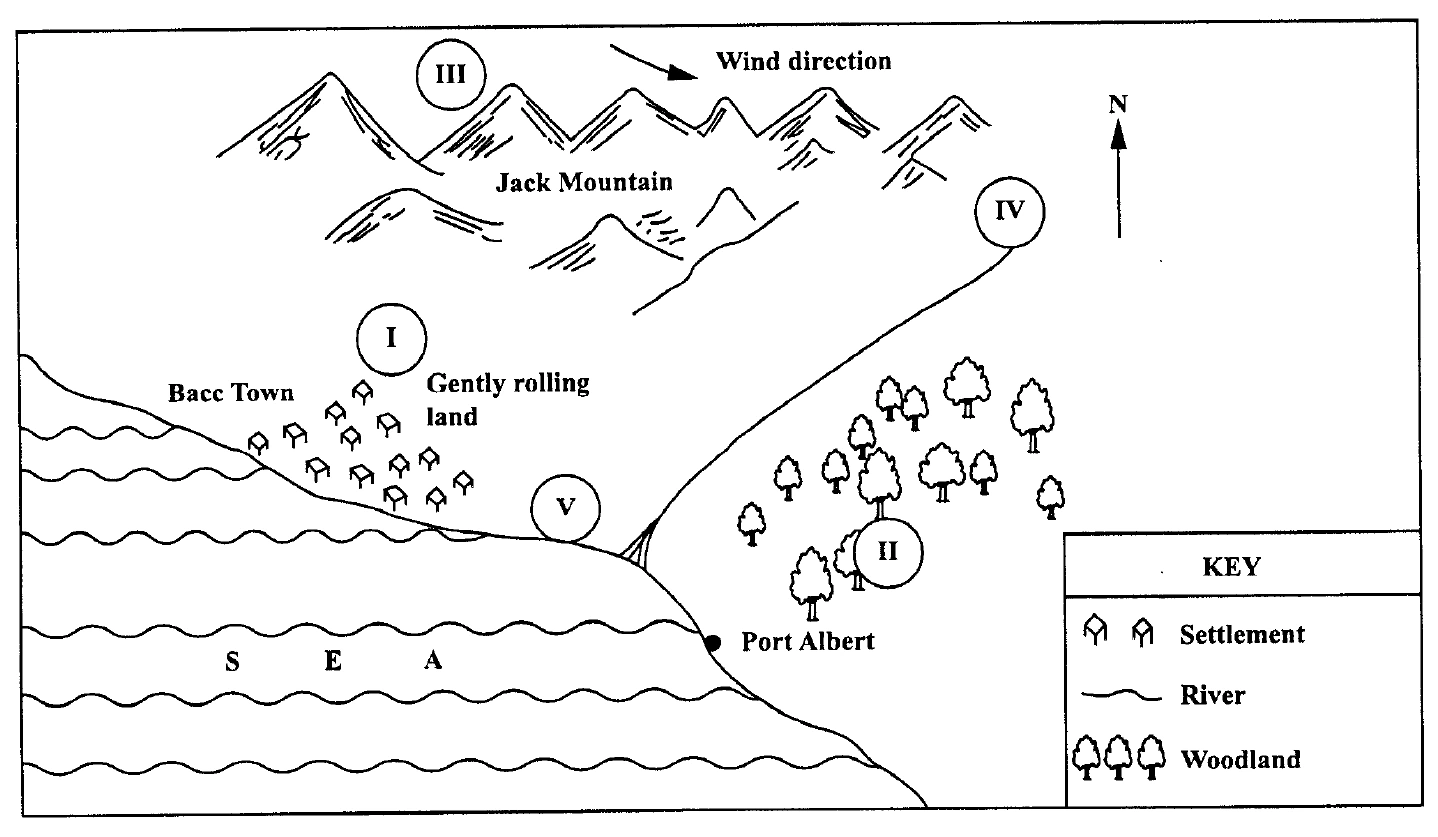 III
Wind direction
N
Jack Mountain
IV
I
Bacc Town
Gently rolling
land
V
II
KEY
Settlement
Port Albert
S E A
River
Woodland